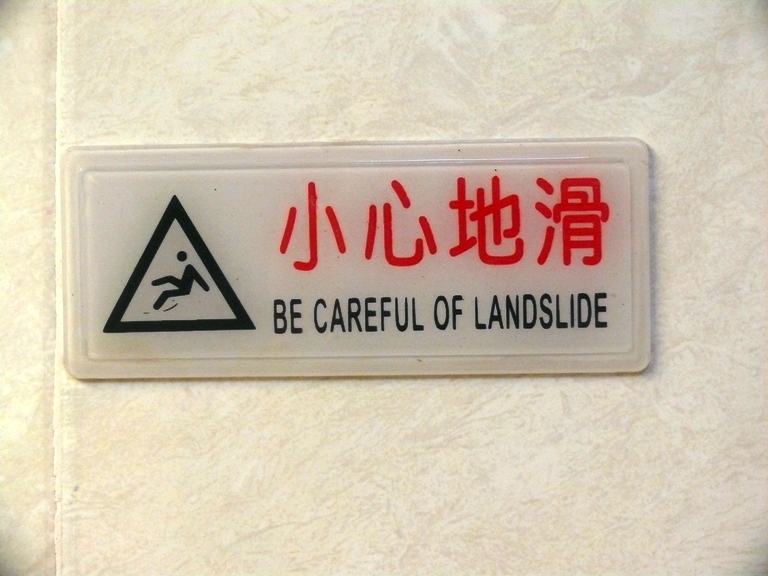 小心地滑
BE CAREFUL OF LANDSLIDE